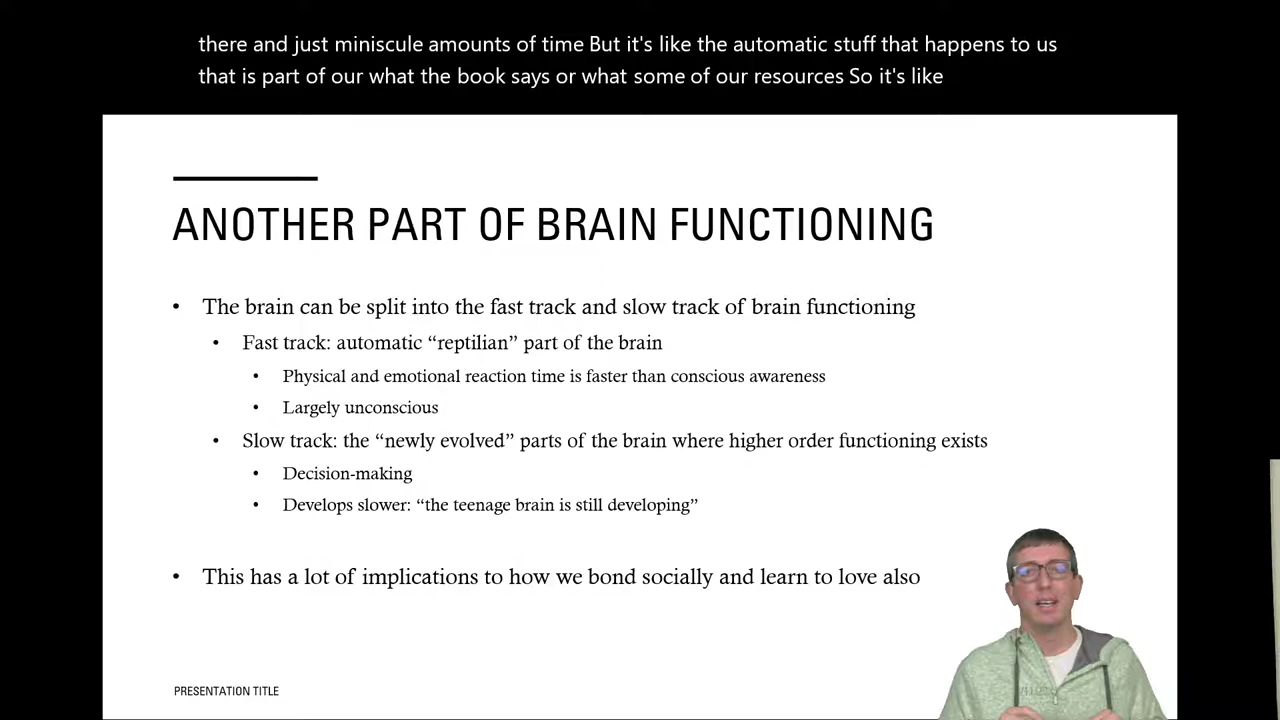 there and just miniscule amounts of time But it's like the automatic stuff that happens to us
that is part of our what the book says or what some of our resources So it's like
ANOTHER PART OF BRAIN FUNCTIONING
• The brain can be split into the fast track and slow track of brain functioning
• Fast track: automatic “reptilian” part of the brain
• Physical and emotional reaction time is faster than conscious awareness
• Largely unconscious
• Slow track: the “newly evolved” parts of the brain where higher order functioning exists
• Decision-making
• Develops slower: “the teenage brain is still developing”
• This has a lot of implications to how we bond socially and learn to love also
PRESENTATION TITLE